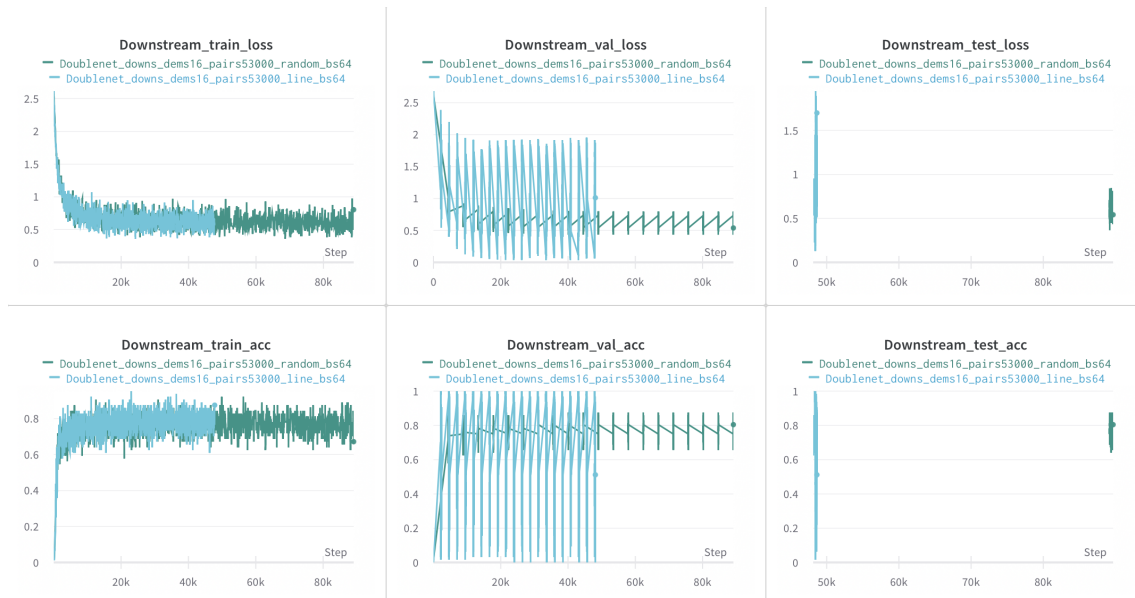 Downstream_train_loss
Doublenet_downs_dems16_pairs53000_random_bs64
Doublenet_downs_dems16_pairs53000_line_bs64
2.5
2
1.5
1
0.5
0
Step
20k
40k
60k
80k
Downstream_val_loss
Doublenet_downs_dems16_pairs53000_random_bs64
Doublenet_downs_dems16_pairs53000_line_bs64
2.5
2
1.5
1
0.5
0
Step
0
20k
40k
60k
80k
Downstream_test_loss
Doublenet_downs_dems16_pairs53000_random_bs64
Doublenet_downs_dems16_pairs53000_line_bs64
1.5
1
0.5
0
Step
50k
60k
70k
80k
Downstream_train_acc
Doublenet_downs_dems16_pairs53000_random_bs64
Doublenet_downs_dems16_pairs53000_line_bs64
0.8
0.6
0.4
0.2
0
Step
20k
40k
60k
80k
Downstream_val_acc
Doublenet_downs_dems16_pairs53000_random_bs64
Doublenet_downs_dems16_pairs53000_line_bs64
1
0.8
0.6
0.4
0.2
0
Step
0
20k
40k
60k
80k
Downstream_test_acc
Doublenet_downs_dems16_pairs53000_random_bs64
Doublenet_downs_dems16_pairs53000_line_bs64
1
0.8
0.6
0.4
0.2
0
Step
50k
60k
70k
80k